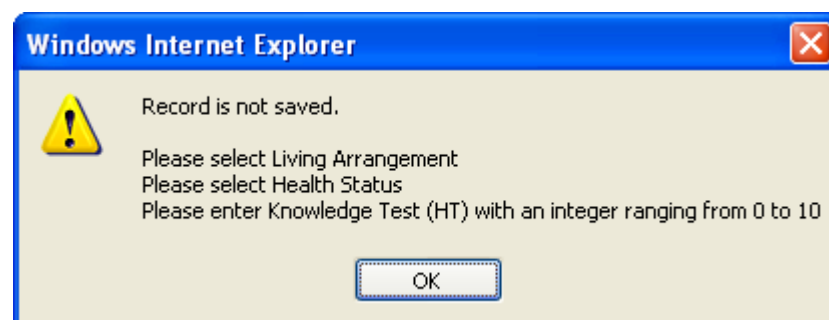 Windows Internet Explorer
Record is not saved.
Please select Living Arrangement
Please select Health Status
Please enter Knowledge Test (HT) with an integer ranging from 0 to 10
OK